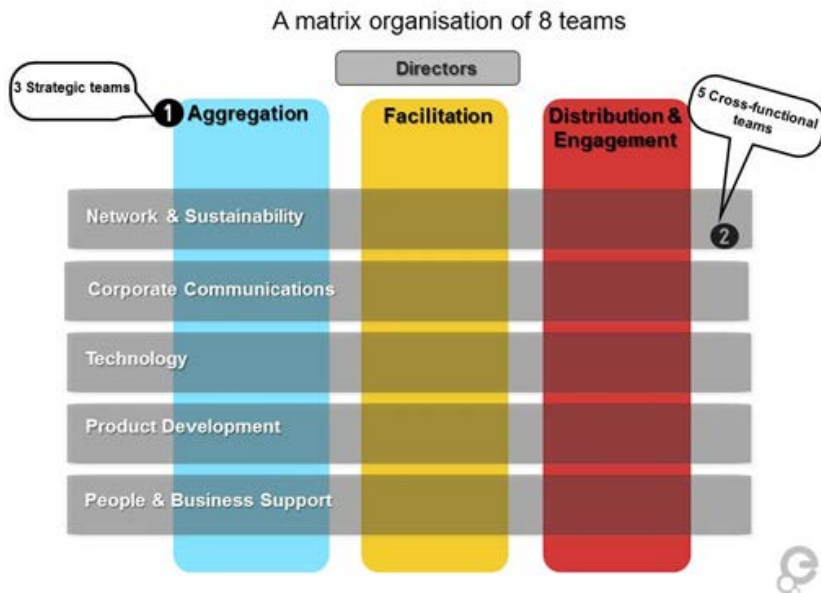 A matrix organisation of 8 teams
Directors
3 Strategic teams
1
Aggregation
Facilitation
Distribution &
Engagement
5 Cross-functional
teams
Network & Sustainability
2
Corporate Communications
Technology
Product Development
People & Business Support